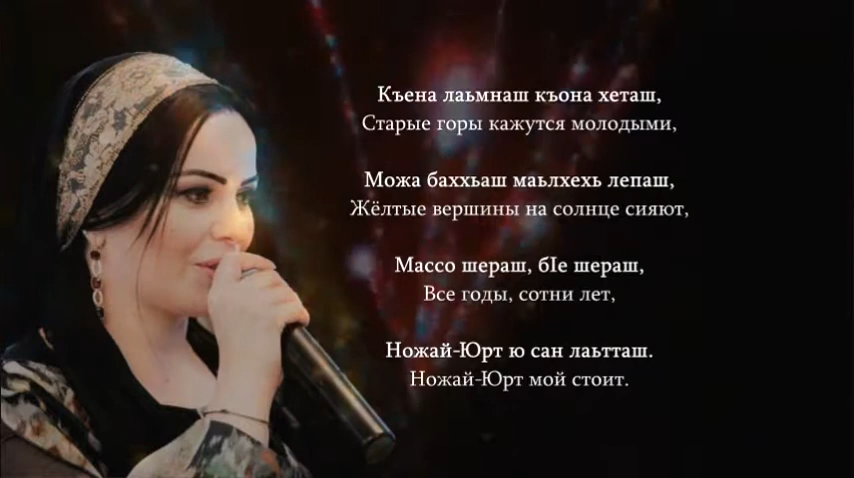 Къена лаьмнаш къона хеташ,
Старые горы кажутся молодыми,
Можа баххьаш маьлхехь лепаш,
Жёлтые вершины на солнце сияют,
Массо шераш, бIе шераш,
Все годы, сотни лет,
Ножай-Юрт ю сан лаьтташ.
Ножай-Юрт мой стоит.